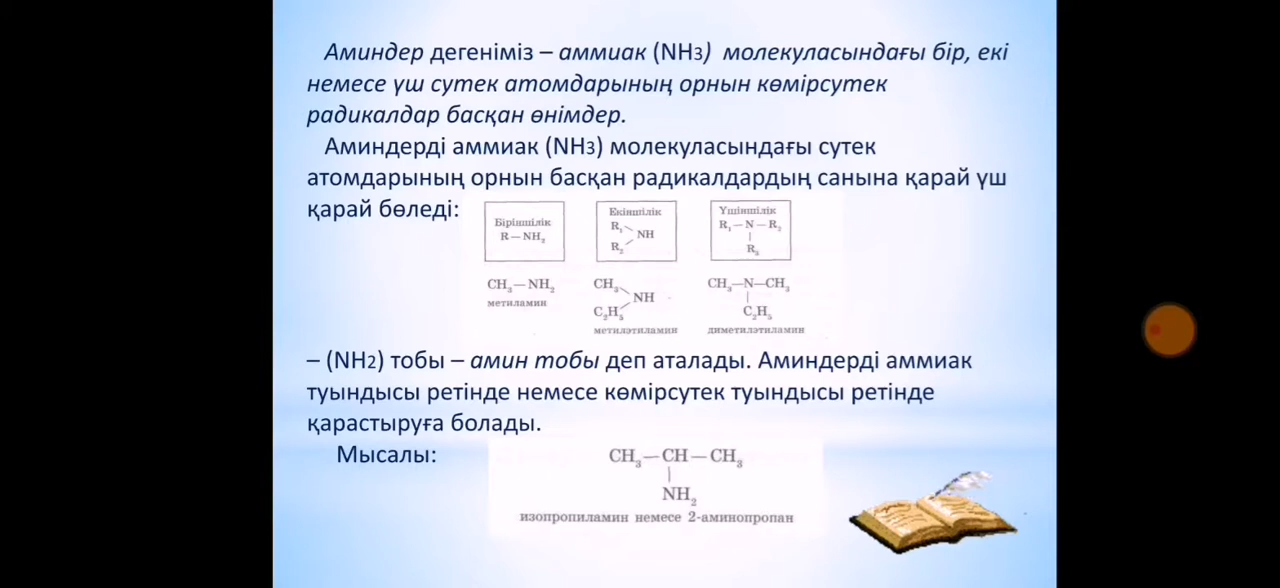 Аминдер дегеніміз – аммиак (NH3) молекуласындағы бір, екі
немесе үш сутек атомдарының орнын көмірсутек
радикалдар басқан өнімдер.
Аминдерді аммиак (NH3) молекуласындағы сутек
атомдарының орнын басқан радикалдардың санына қарай үш
қарай бөледі:
Біріншілік
R—NH₂
Екіншілік
R₁
NH
R₂
Үшіншілік
R₁—N—R₂
R₃
CH₃—NH₂
метиламин
CH₃
NH
C₂H₅
метилэтиламин
CH₃—N—CH₃
C₂H₅
диметилэтиламин
– (NH2) тобы – амин тобы деп аталады. Аминдерді аммиак
туындысы ретінде немесе көмірсутек туындысы ретінде
қарастыруға болады.
Мысалы:
CH₃—CH—CH₃
NH₂
изопропиламин немесе 2-аминопропан